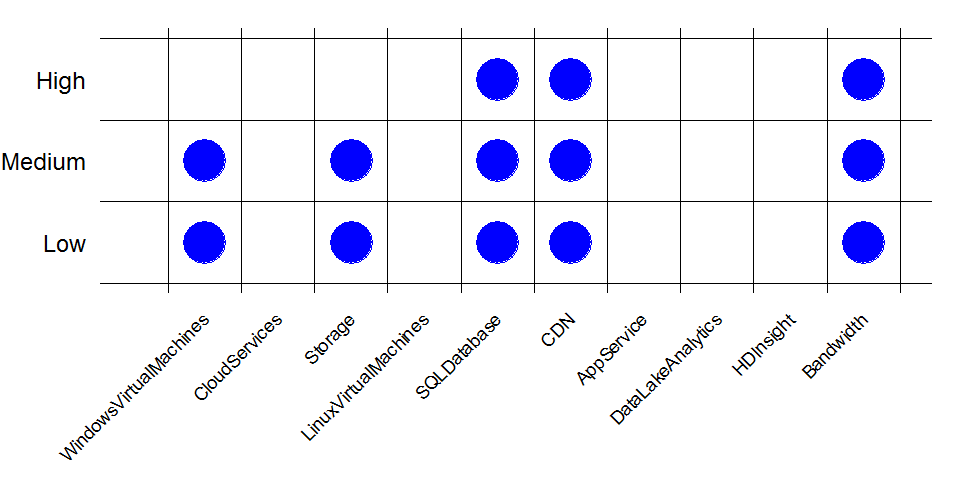 High
Medium
Low
WindowsVirtualMachines
CloudServices
Storage
LinuxVirtualMachines
SQLDatabase
CDN
AppService
DataLakeAnalytics
HDInsight
Bandwidth